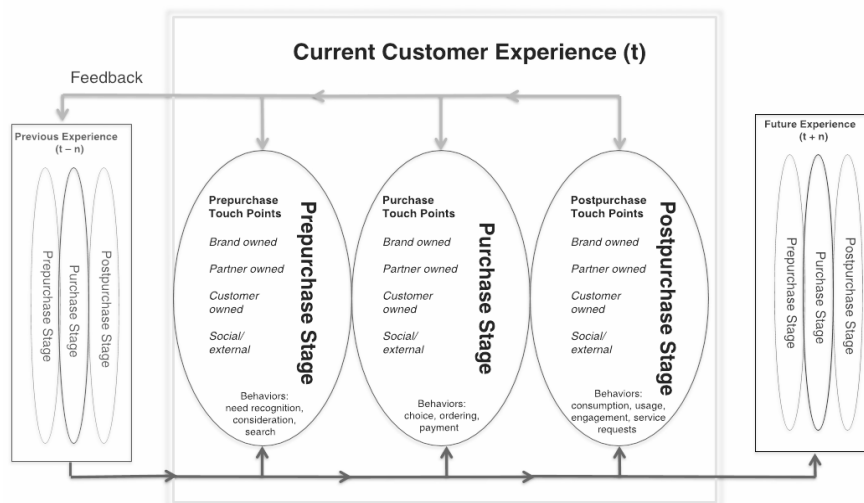 Current Customer Experience (t)
Feedback
Previous Experience
(t – n)
Prepurchase Stage
Purchase Stage
Postpurchase Stage
Prepurchase
Touch Points
Brand owned
Partner owned
Customer
owned
Social/
external
Prepurchase Stage
Behaviors:
need recognition,
consideration,
search
Purchase
Touch Points
Brand owned
Partner owned
Customer
owned
Social/
external
Purchase Stage
Behaviors:
choice, ordering,
payment
Postpurchase
Touch Points
Brand owned
Partner owned
Customer
owned
Social/
external
Postpurchase Stage
Behaviors:
consumption, usage,
engagement, service
requests
Future Experience
(t + n)
Prepurchase Stage
Purchase Stage
Postpurchase Stage